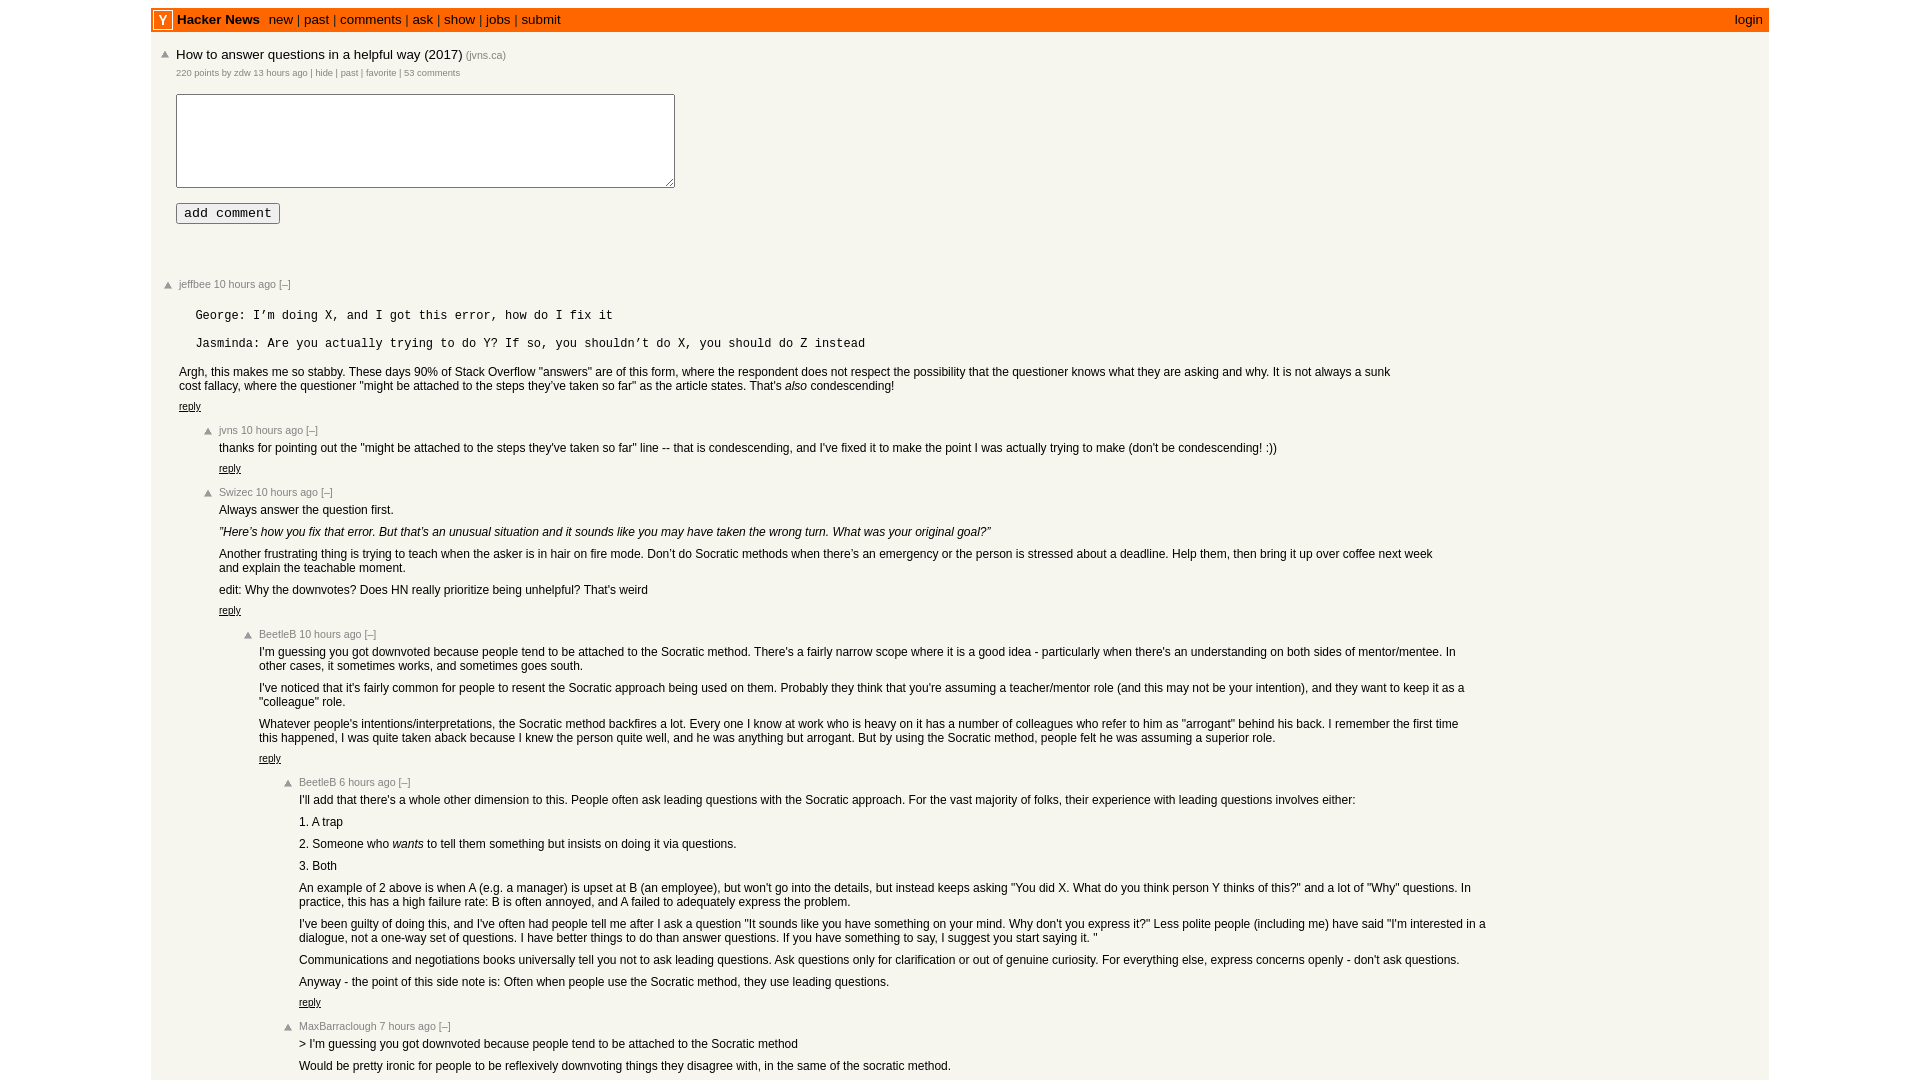 Y Hacker News new | past | comments | ask | show | jobs | submit login
How to answer questions in a helpful way (2017) (jvns.ca)
220 points by zdw 13 hours ago | hide | past | favorite | 53 comments
add comment
jeffbee 10 hours ago [–]
George: I’m doing X, and I got this error, how do I fix it
Jasminda: Are you actually trying to do Y? If so, you shouldn’t do X, you should do Z instead
Argh, this makes me so stabby. These days 90% of Stack Overflow "answers" are of this form, where the respondent does not respect the possibility that the questioner knows what they are asking and why. It is not always a sunk
cost fallacy, where the questioner "might be attached to the steps they’ve taken so far" as the article states. That's also condescending!
reply
jvns 10 hours ago [–]
thanks for pointing out the "might be attached to the steps they've taken so far" line -- that is condescending, and I've fixed it to make the point I was actually trying to make (don't be condescending! :))
reply
Swizec 10 hours ago [–]
Always answer the question first.
”Here’s how you fix that error. But that’s an unusual situation and it sounds like you may have taken the wrong turn. What was your original goal?”
Another frustrating thing is trying to teach when the asker is in hair on fire mode. Don’t do Socratic methods when there’s an emergency or the person is stressed about a deadline. Help them, then bring it up over coffee next week
and explain the teachable moment.
edit: Why the downvotes? Does HN really prioritize being unhelpful? That's weird
reply
BeetleB 10 hours ago [–]
I'm guessing you got downvoted because people tend to be attached to the Socratic method. There's a fairly narrow scope where it is a good idea - particularly when there's an understanding on both sides of mentor/mentee. In
other cases, it sometimes works, and sometimes goes south.
I've noticed that it's fairly common for people to resent the Socratic approach being used on them. Probably they think that you're assuming a teacher/mentor role (and this may not be your intention), and they want to keep it as a
"colleague" role.
Whatever people's intentions/interpretations, the Socratic method backfires a lot. Every one I know at work who is heavy on it has a number of colleagues who refer to him as "arrogant" behind his back. I remember the first time
this happened, I was quite taken aback because I knew the person quite well, and he was anything but arrogant. But by using the Socratic method, people felt he was assuming a superior role.
reply
BeetleB 6 hours ago [–]
I'll add that there's a whole other dimension to this. People often ask leading questions with the Socratic approach. For the vast majority of folks, their experience with leading questions involves either:
1. A trap
2. Someone who wants to tell them something but insists on doing it via questions.
3. Both
An example of 2 above is when A (e.g. a manager) is upset at B (an employee), but won't go into the details, but instead keeps asking "You did X. What do you think person Y thinks of this?" and a lot of "Why" questions. In
practice, this has a high failure rate: B is often annoyed, and A failed to adequately express the problem.
I've been guilty of doing this, and I've often had people tell me after I ask a question "It sounds like you have something on your mind. Why don't you express it?" Less polite people (including me) have said "I'm interested in a
dialogue, not a one-way set of questions. I have better things to do than answer questions. If you have something to say, I suggest you start saying it. "
Communications and negotiations books universally tell you not to ask leading questions. Ask questions only for clarification or out of genuine curiosity. For everything else, express concerns openly - don't ask questions.
Anyway - the point of this side note is: Often when people use the Socratic method, they use leading questions.
reply
MaxBarraclough 7 hours ago [–]
> I'm guessing you got downvoted because people tend to be attached to the Socratic method
Would be pretty ironic for people to be reflexively downvoting things they disagree with, in the same of the socratic method.